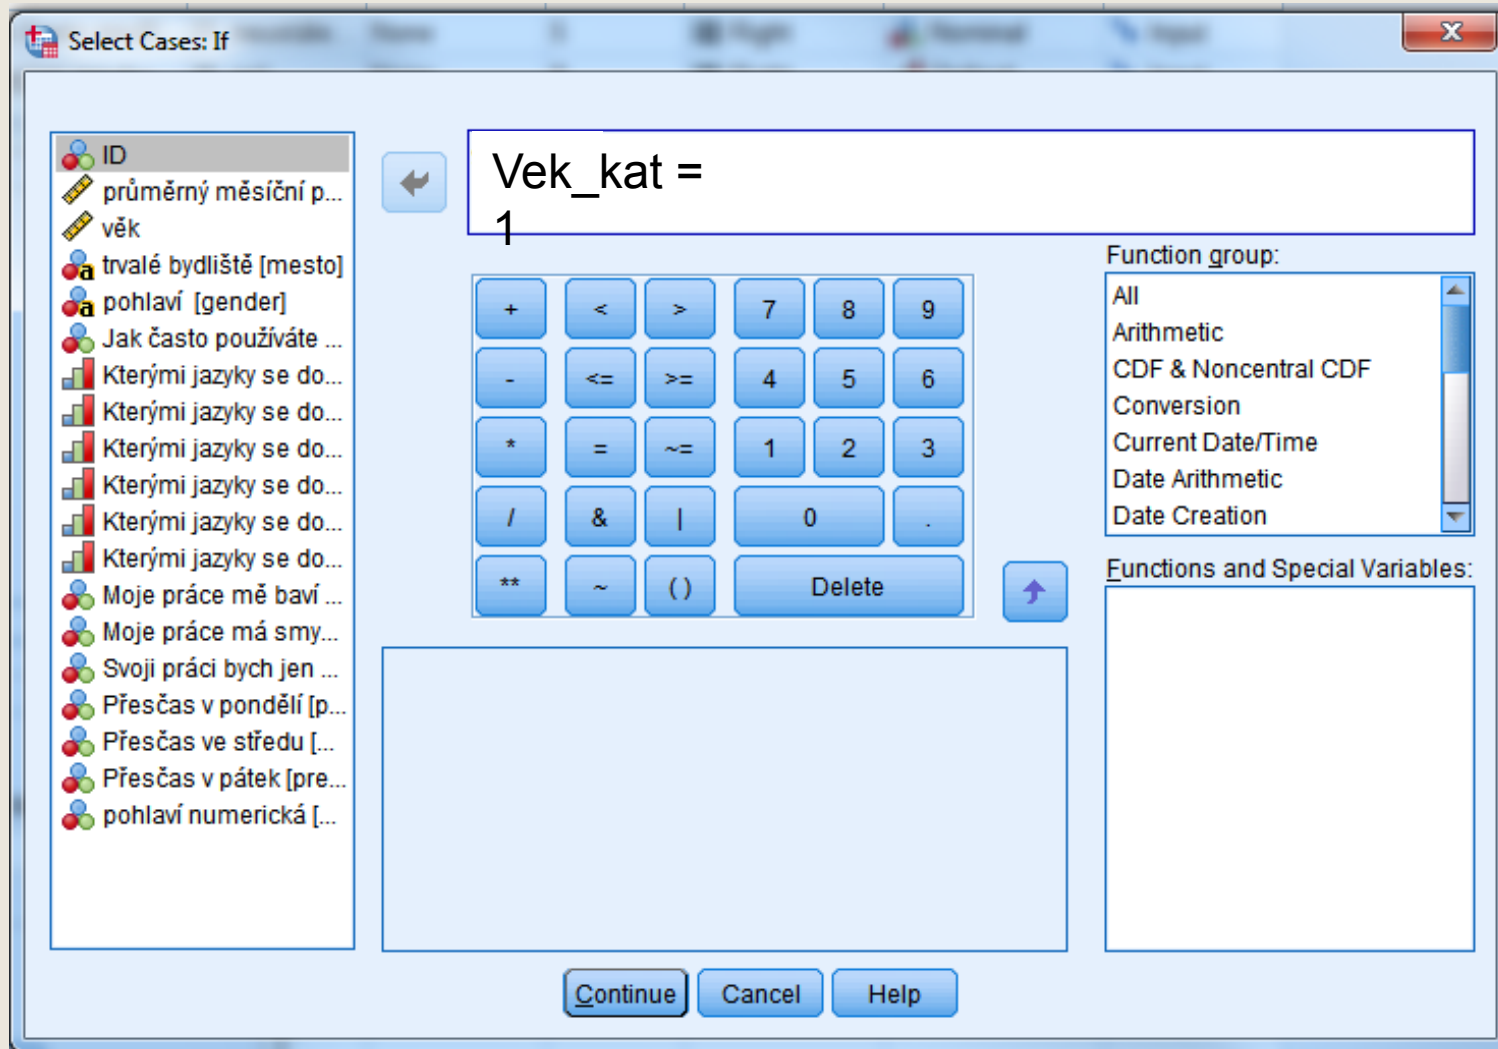 Select Cases: If
x
ID
průměrný měsíční p...
věk
trvalé bydliště [mesto]
pohlaví [gender]
Jak často používáte ...
Kterými jazyky se do...
Kterými jazyky se do...
Kterými jazyky se do...
Kterými jazyky se do...
Kterými jazyky se do...
Kterými jazyky se do...
Moje práce mě baví ...
Moje práce má smy...
Svoji práci bych jen ...
Přesčas v pondělí [p...
Přesčas ve středu [...
Přesčas v pátek [pre...
pohlaví numerická [...
Vek_kat =
1
+ < > 7 8 9
- <= >= 4 5 6
* = ~= 1 2 3
/ & | 0 .
** ~ ( ) Delete
Function group:
All
Arithmetic
CDF & Noncentral CDF
Conversion
Current Date/Time
Date Arithmetic
Date Creation
Functions and Special Variables:
Continue Cancel Help